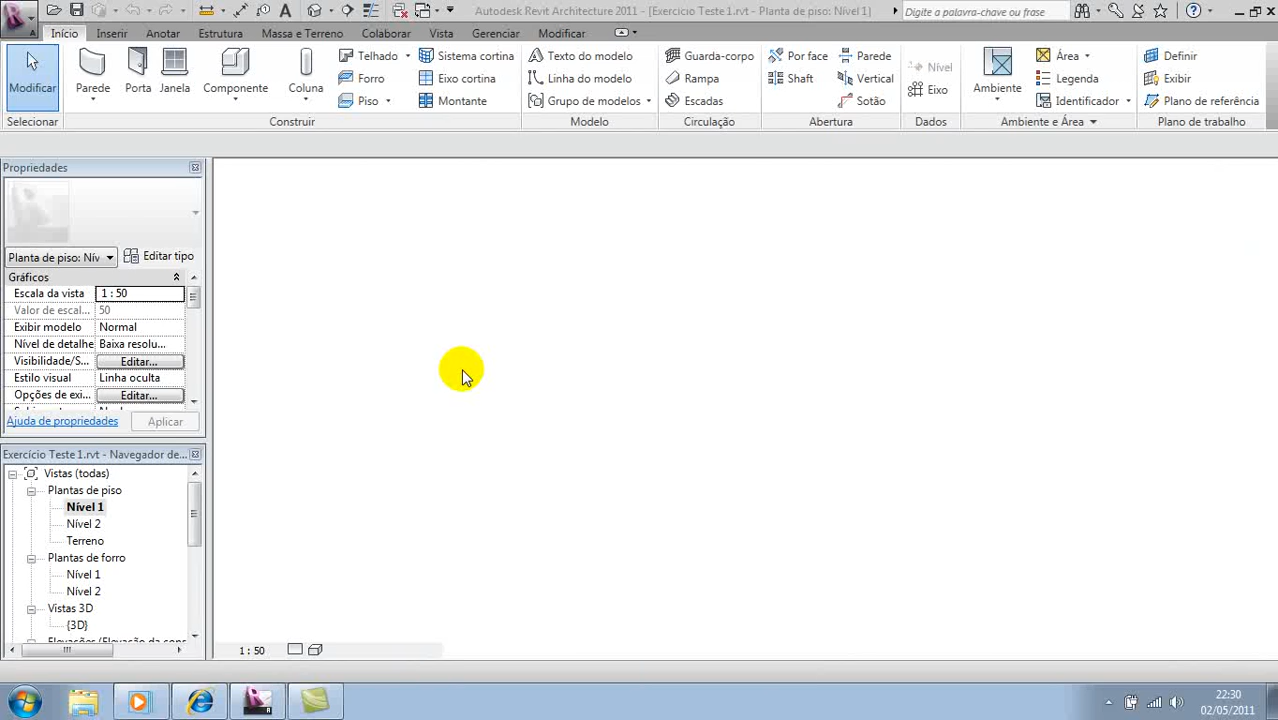 Autodesk Revit Architecture 2011 - [Exercício Teste 1.rvt - Planta de piso: Nível 1]
Digite a palavra-chave ou frase
Início Inserir Anotar Estrutura Massa e Terreno Colaborar Vista Gerenciar Modificar
Modificar
Selecionar
Parede
Porta
Janela
Componente
Coluna
Telhado
Forro
Piso
Sistema cortina
Eixo cortina
Montante
Construir
Texto do modelo
Linha do modelo
Grupo de modelos
Modelo
Guarda-corpo
Rampa
Escadas
Circulação
Por face
Shaft
Parede
Vertical
Sotão
Abertura
Nível
Eixo
Dados
Ambiente
Área
Legenda
Identificador
Ambiente e Área
Definir
Exibir
Plano de referência
Plano de trabalho
Propriedades
Planta de piso: Nív
Editar tipo
Gráficos
Escala da vista 1 : 50
Valor de escal... 50
Exibir modelo Normal
Nível de detalhe Baixa resolu...
Visibilidade/S... Editar...
Estilo visual Linha oculta
Opções de exi... Editar...
Ajuda de propriedades Aplicar
Exercício Teste 1.rvt - Navegador de...
Vistas (todas)
Plantas de piso
Nível 1
Nível 2
Terreno
Plantas de forro
Nível 1
Nível 2
Vistas 3D
{3D}
Elevações (Elevação da cons
1 : 50
22:30
02/05/2011